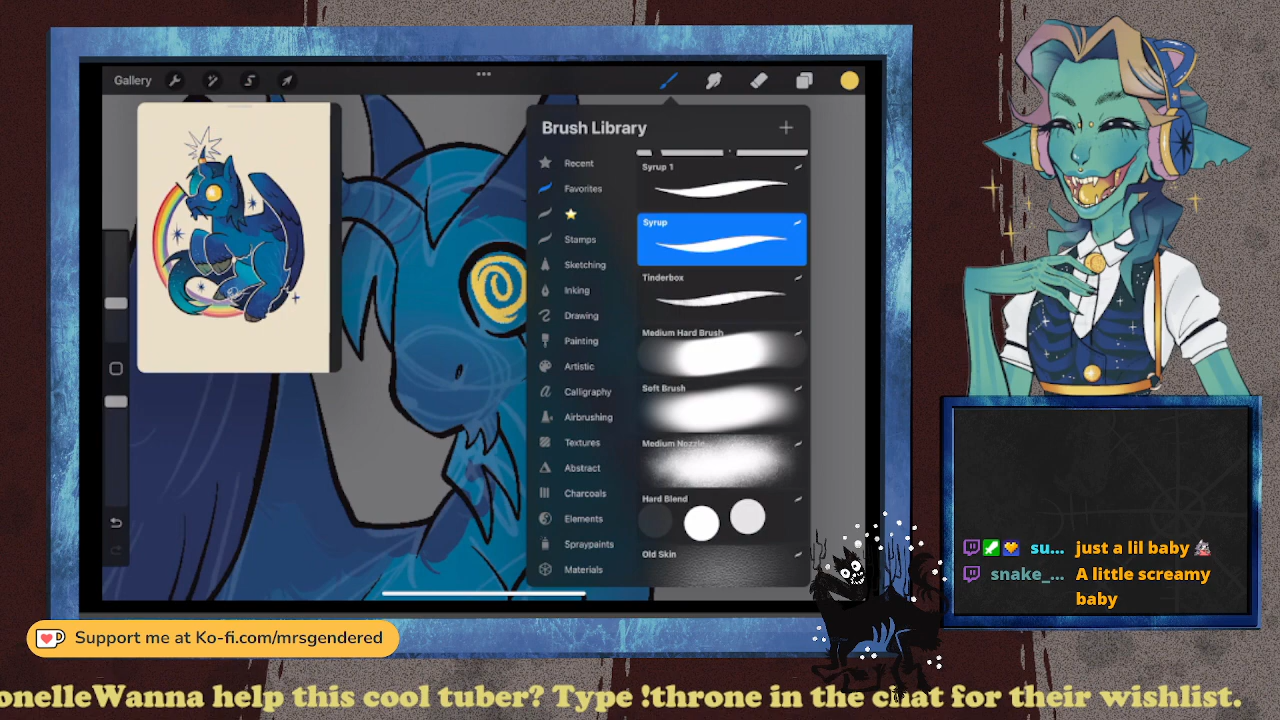 Gallery
Brush Library
Recent
Favorites
Stamps
Sketching
Inking
Drawing
Painting
Artistic
Calligraphy
Airbrushing
Textures
Abstract
Charcoals
Elements
Spraypaints
Materials
Syrup 1
Syrup
Tinderbox
Medium Hard Brush
Soft Brush
Medium Nozzle
Hard Blend
Old Skin
su... just a lil baby
snake_... A little screamy
baby
Support me at Ko-fi.com/mrsgendered
onelleWanna help this cool tuber? Type !throne in the chat for their wishlist.